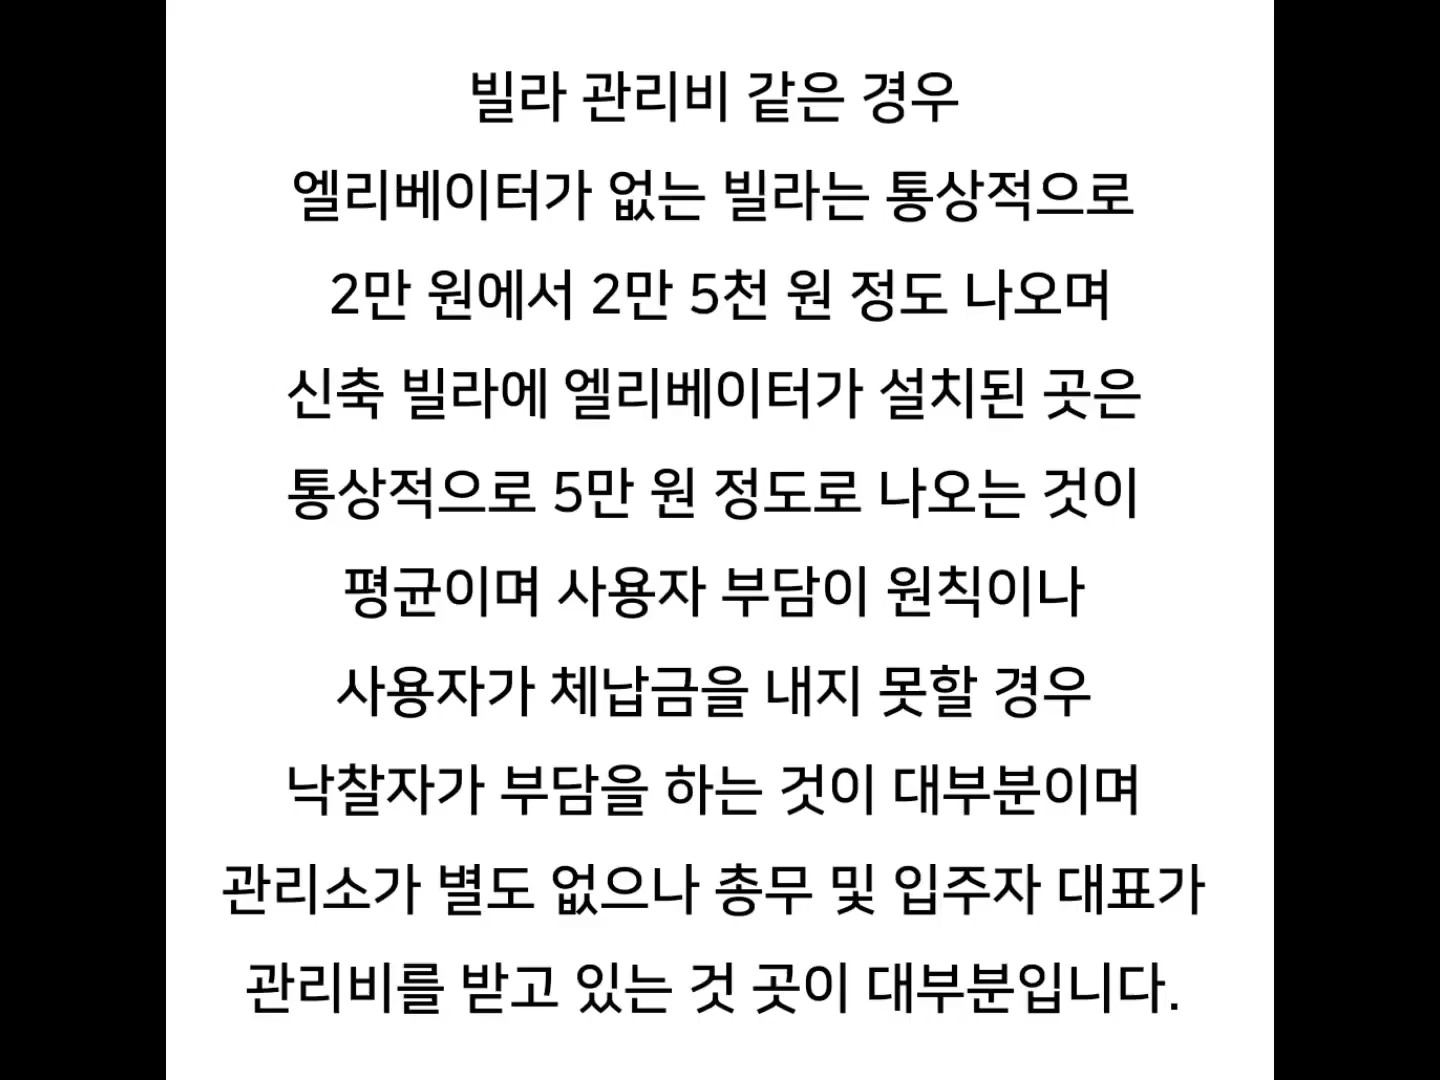 빌라 관리비 같은 경우
엘리베이터가 없는 빌라는 통상적으로
2만 원에서 2만 5천 원 정도 나오며
신축 빌라에 엘리베이터가 설치된 곳은
통상적으로 5만 원 정도로 나오는 것이
평균이며 사용자 부담이 원칙이나
사용자가 체납금을 내지 못할 경우
낙찰자가 부담을 하는 것이 대부분이며
관리소가 별도 없으나 총무 및 입주자 대표가
관리비를 받고 있는 것 곳이 대부분입니다.